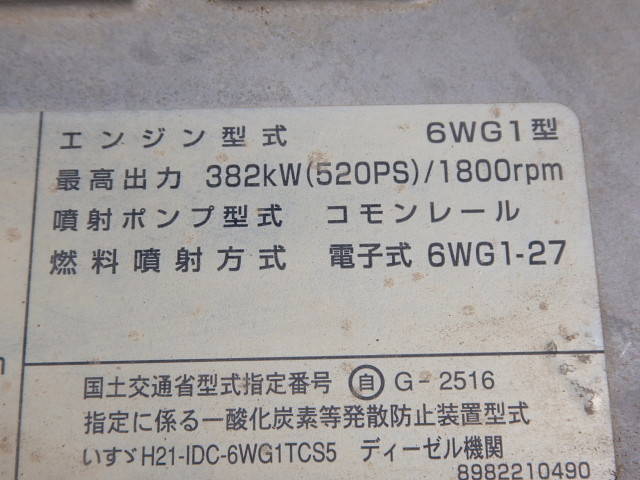 エンジン型式 6WG1型
最高出力 382kW(520PS)/1800rpm
噴射ポンプ型式 コモンレール
燃料噴射方式 電子式 6WG1-27
国土交通省型式指定番号 自 G-2516
指定に係る一酸化炭素等発散防止装置型式
いすゞH21-IDC-6WG1TCS5 ディーゼル機関
8982210490